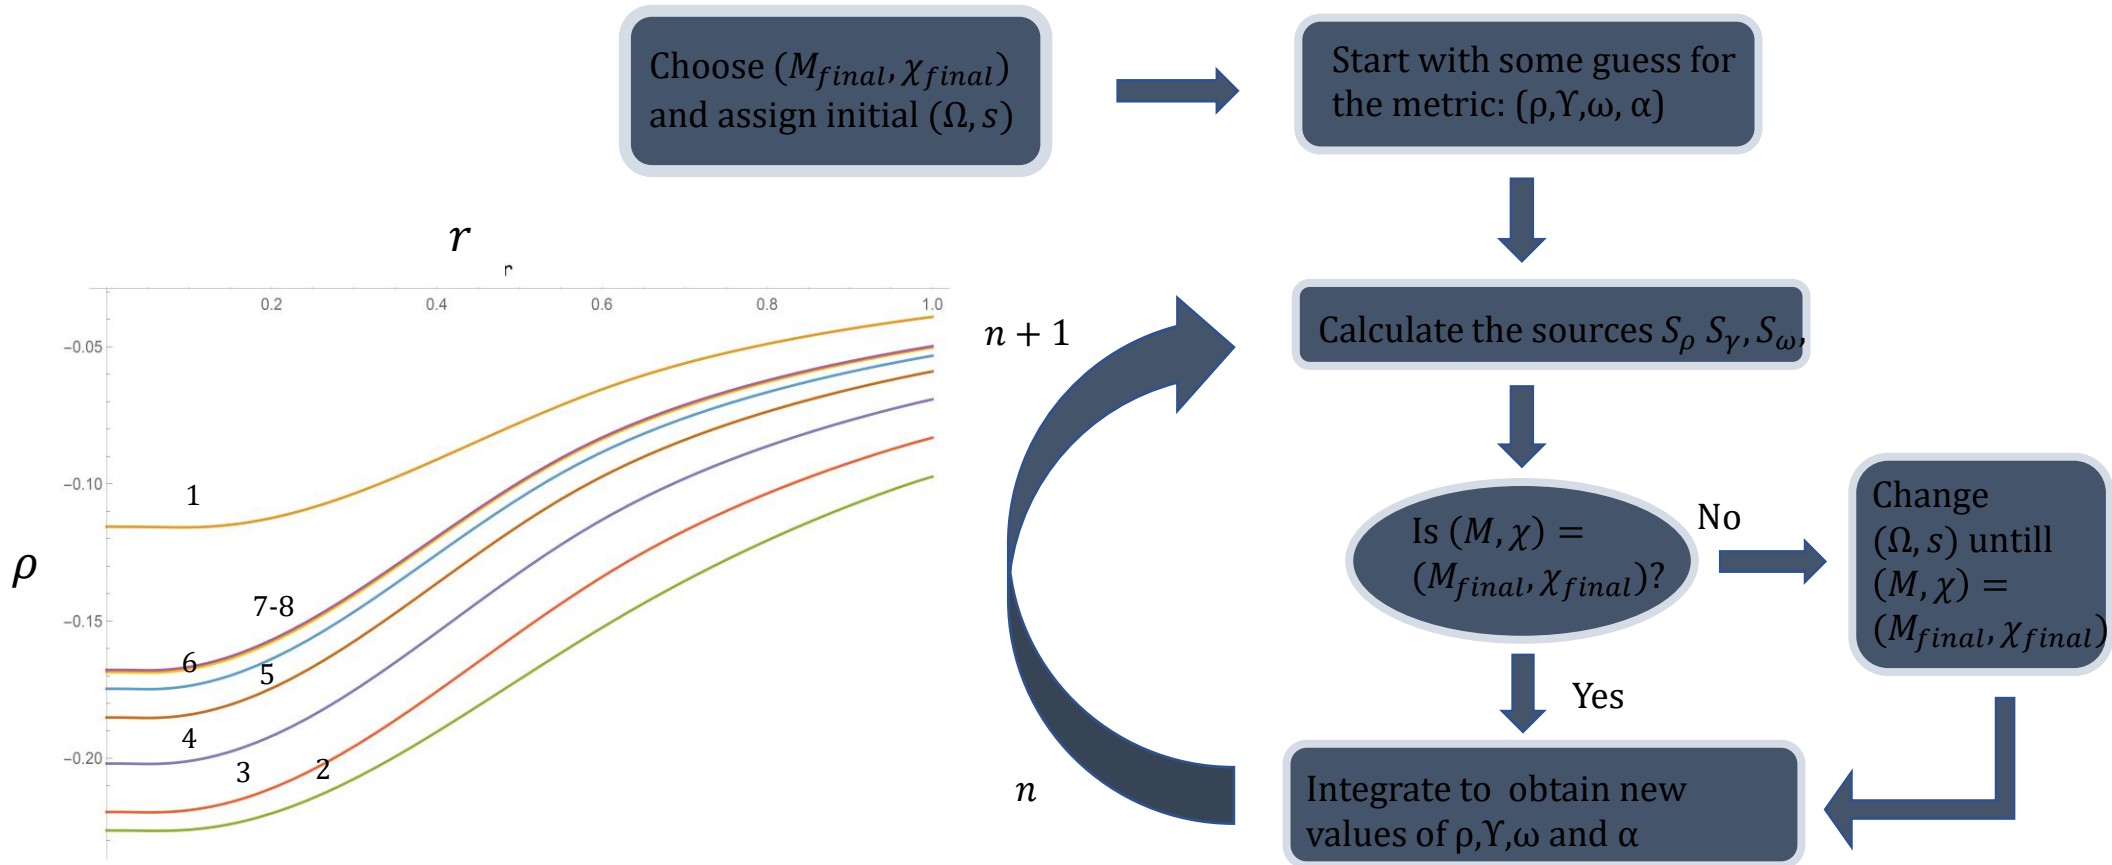 Choose (M_final, χ_final)
and assign initial (Ω, s)
Start with some guess for
the metric: (ρ,ϒ,ω, α)
Calculate the sources S_ρ S_γ, S_ω,
Is (M, χ) =
(M_final, χ_final)?
No
Change
(Ω, s) untill
(M, χ) =
(M_final, χ_final)
Yes
Integrate to obtain new
values of ρ,ϒ,ω and α
n + 1
n
r
r
0.2 0.4 0.6 0.8 1.0
−0.05
−0.10
−0.15
−0.20
ρ
1
7-8
6
5
4
3
2